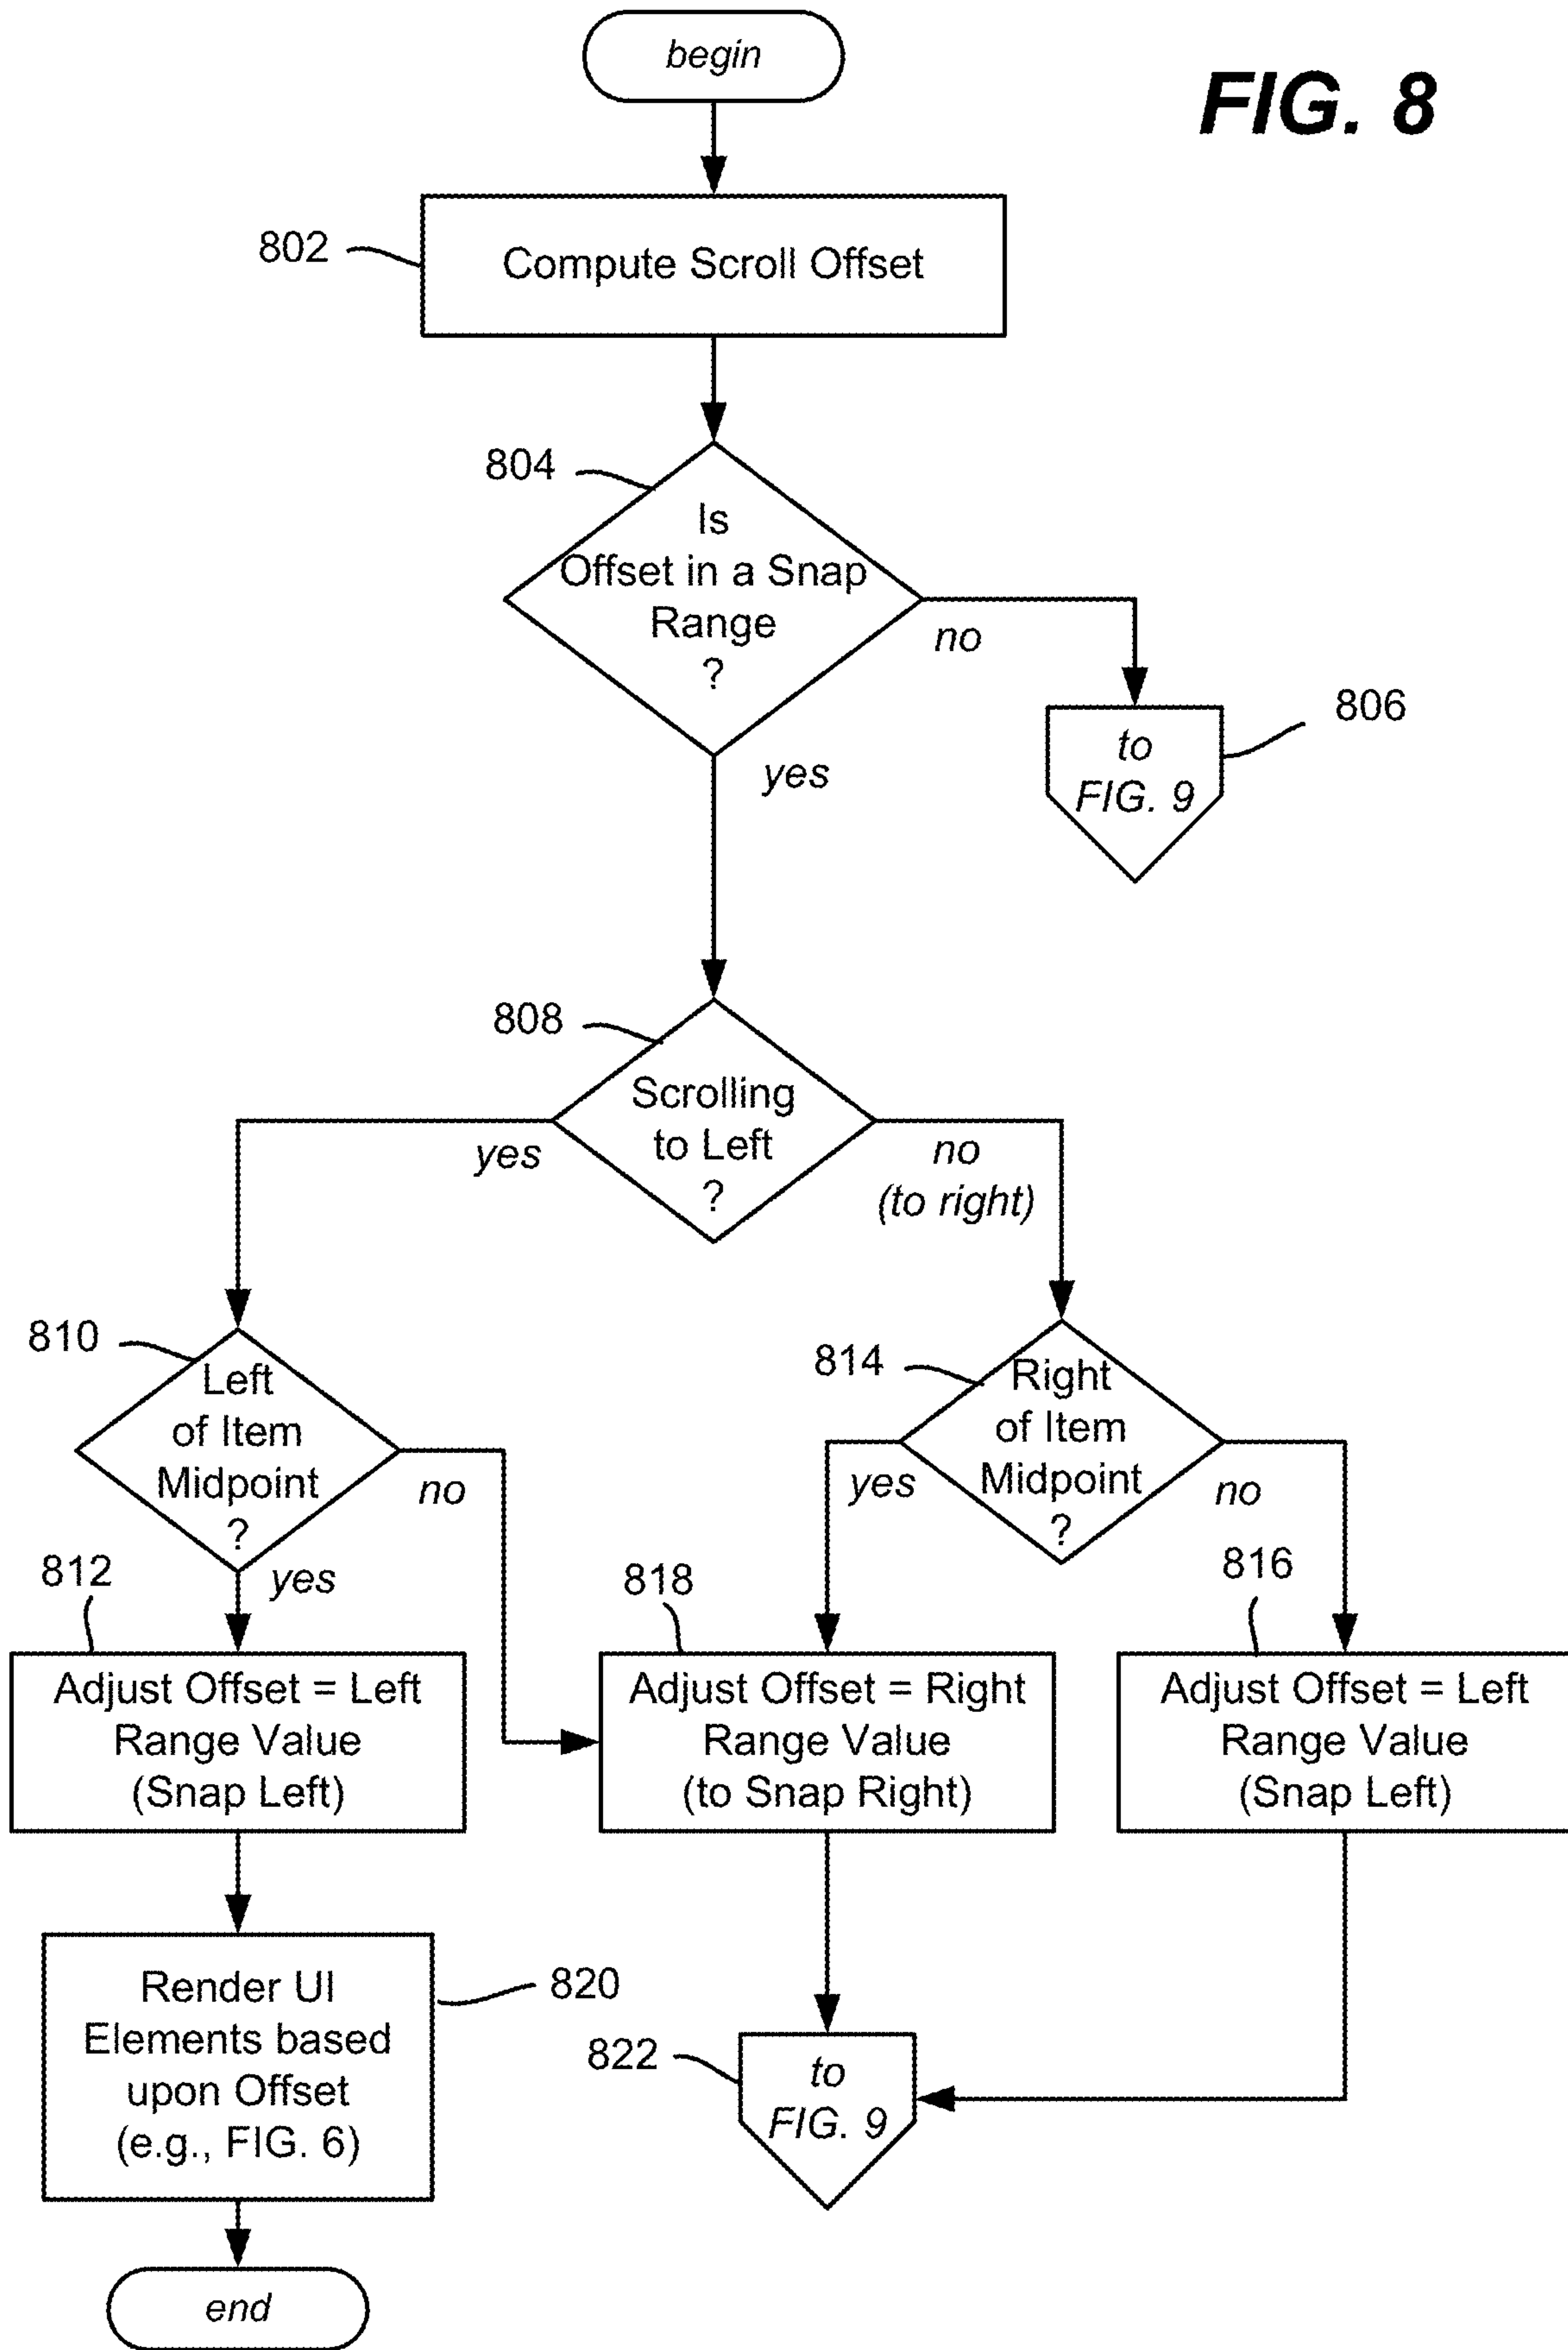 begin
FIG. 8
802
Compute Scroll Offset
804
Is
Offset in a Snap
Range
?
no
yes
806
to
FIG. 9
808
Scrolling
to Left
?
yes
no
(to right)
810
Left
of Item
Midpoint
?
no
yes
814
Right
of Item
Midpoint
?
yes
no
812
Adjust Offset = Left
Range Value
(Snap Left)
818
Adjust Offset = Right
Range Value
(to Snap Right)
816
Adjust Offset = Left
Range Value
(Snap Left)
Render UI
Elements based
upon Offset
(e.g., FIG. 6)
820
822
to
FIG. 9
end